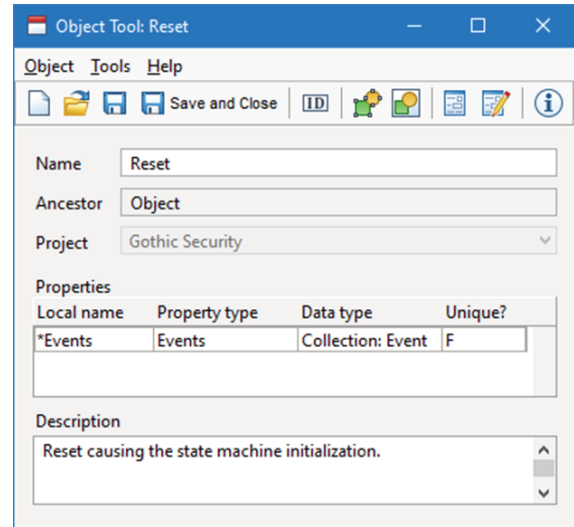 Object Tool: Reset
Object Tools Help
Save and Close ID i
Name Reset
Ancestor Object
Project Gothic Security
Properties
Local name Property type Data type Unique?
*Events Events Collection: Event F
Description
Reset causing the state machine initialization.